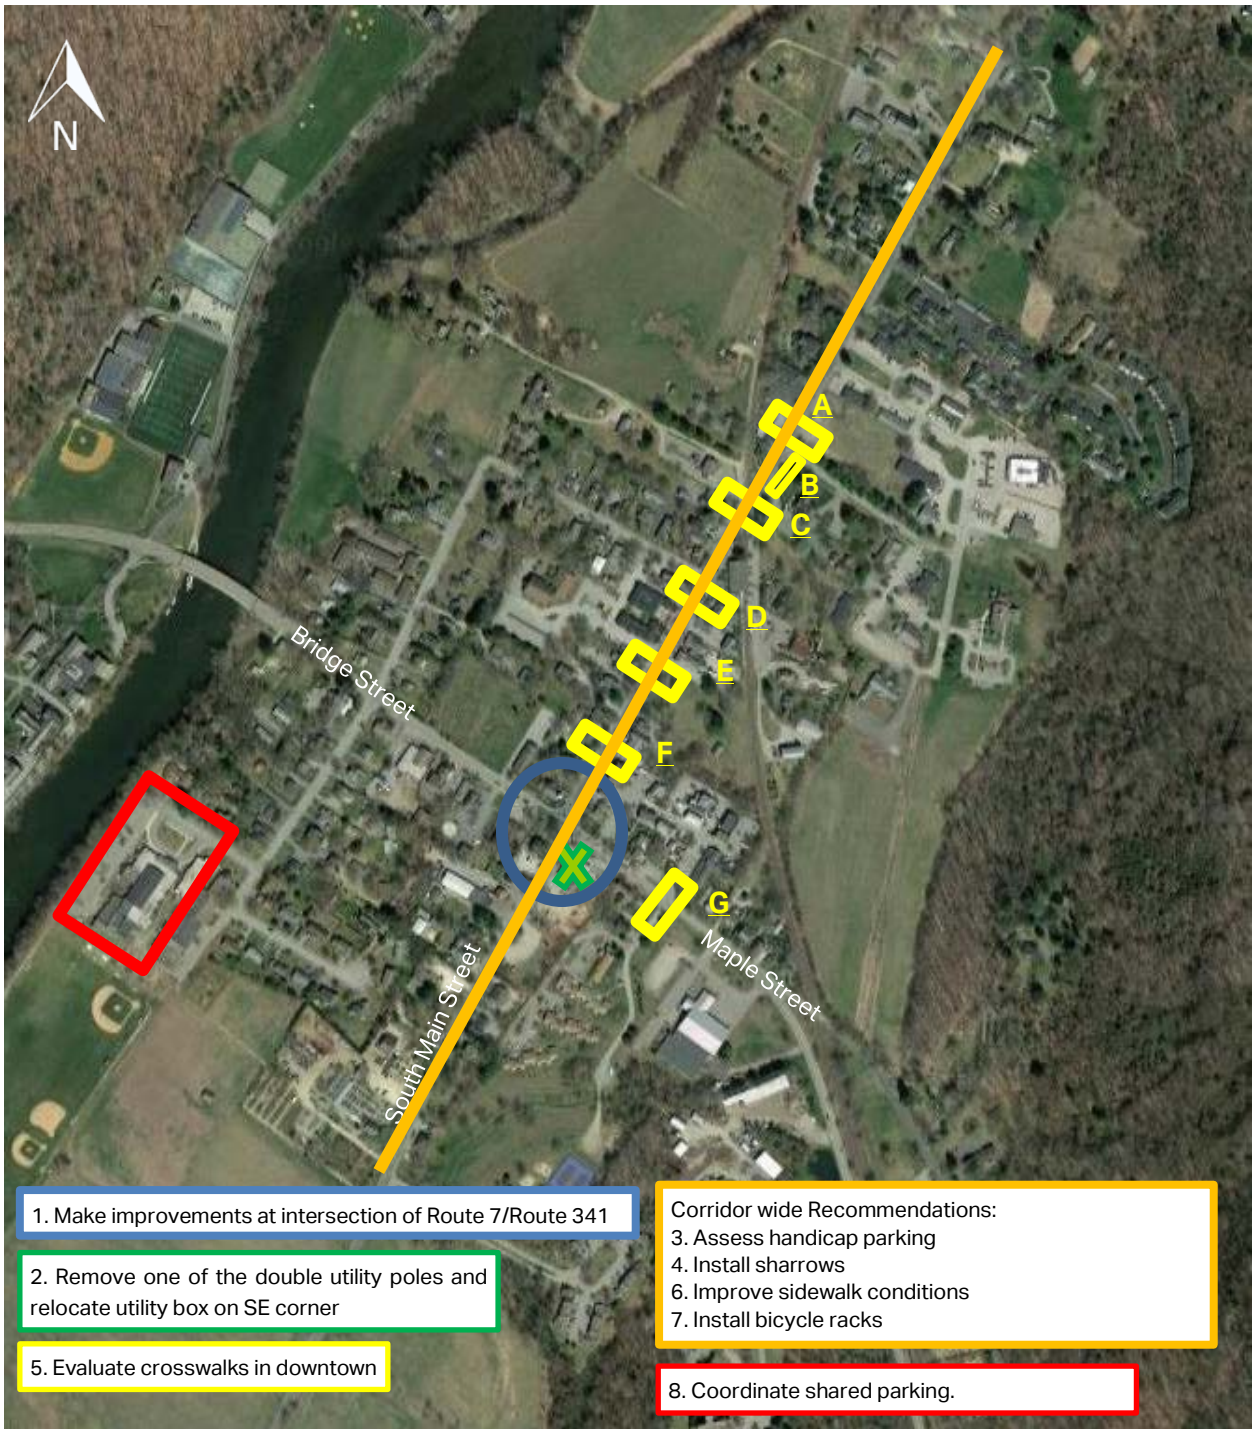 N
A
B
C
D
E
F
G
Bridge Street
Maple Street
South Main Street
X
1. Make improvements at intersection of Route 7/Route 341
2. Remove one of the double utility poles and
relocate utility box on SE corner
5. Evaluate crosswalks in downtown
Corridor wide Recommendations:
3. Assess handicap parking
4. Install sharrows
6. Improve sidewalk conditions
7. Install bicycle racks
8. Coordinate shared parking.